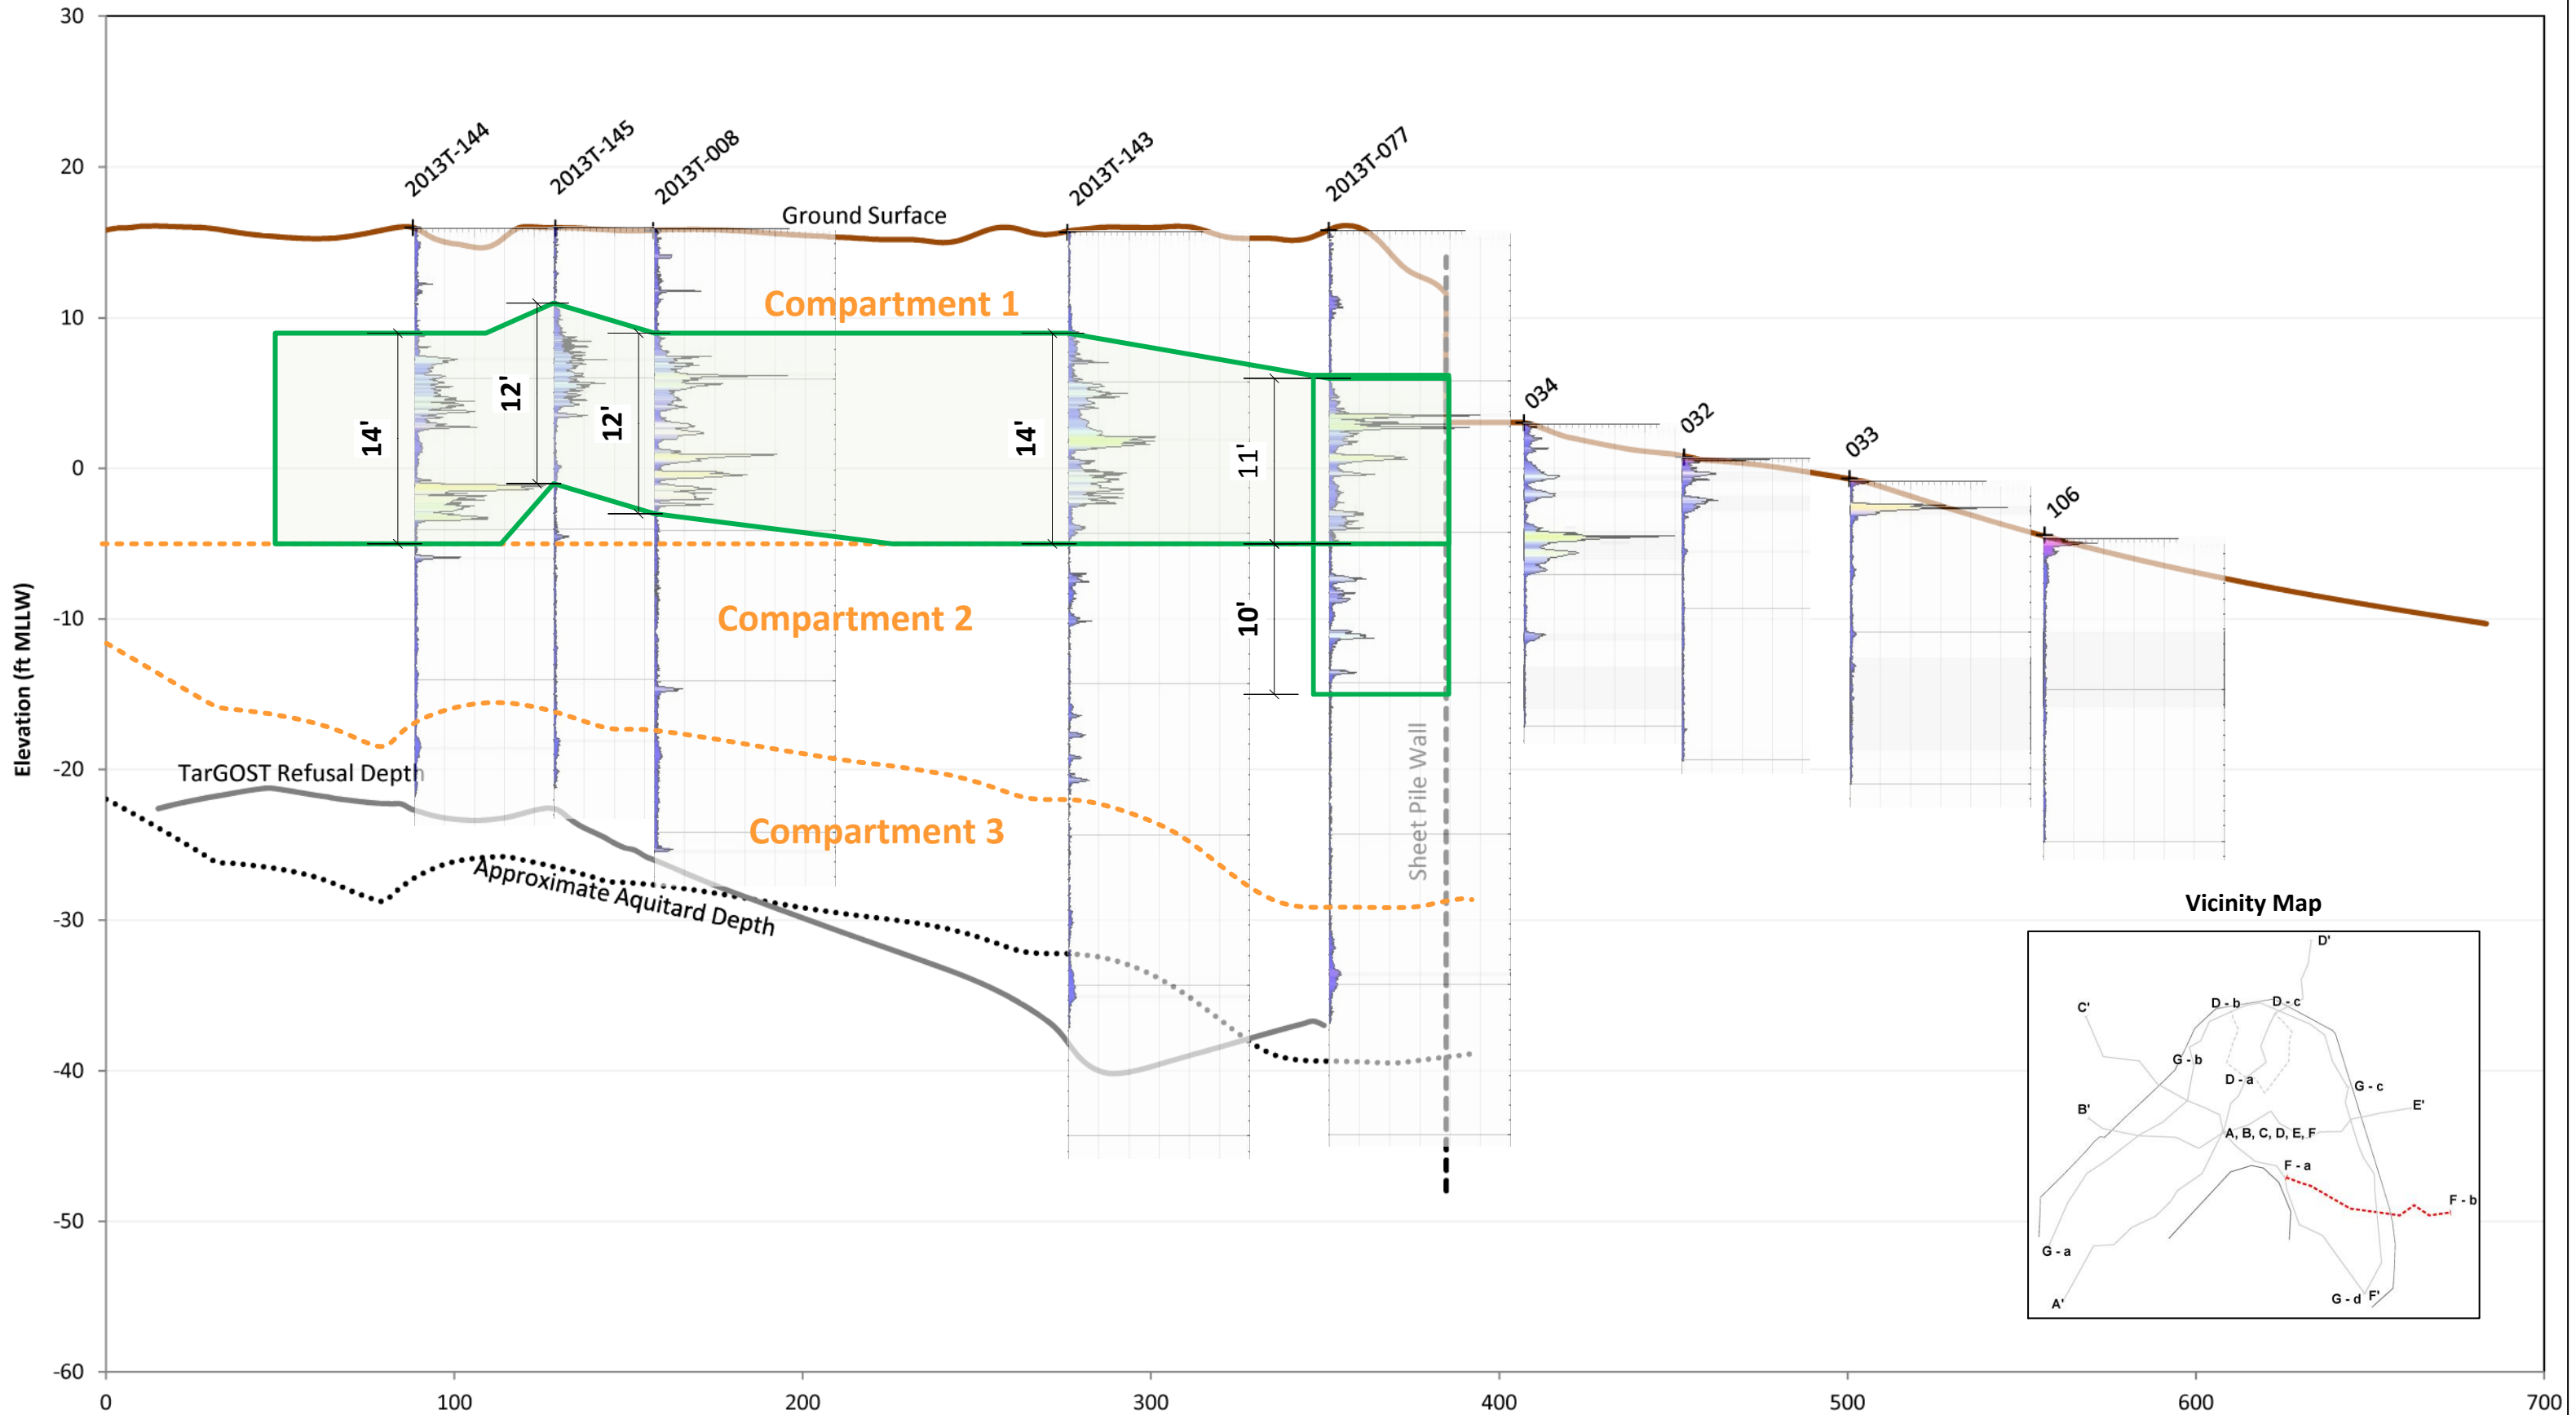 30
20
10
0
-10
-20
-30
-40
-50
-60
Elevation (ft MLLW)
0
100
200
300
400
500
600
700
2013T-144
2013T-145
2013T-008
2013T-143
2013T-077
034
032
033
106
Ground Surface
Compartment 1
14'
12'
12'
14'
11'
10'
Compartment 2
TarGOST Refusal Depth
Compartment 3
Approximate Aquitard Depth
Sheet Pile Wall
Vicinity Map
D'
C'
D - b
D - c
G - b
D - a
G - c
B'
E'
A, B, C, D, E, F
F - a
F - b
G - a
A'
G - d
F'